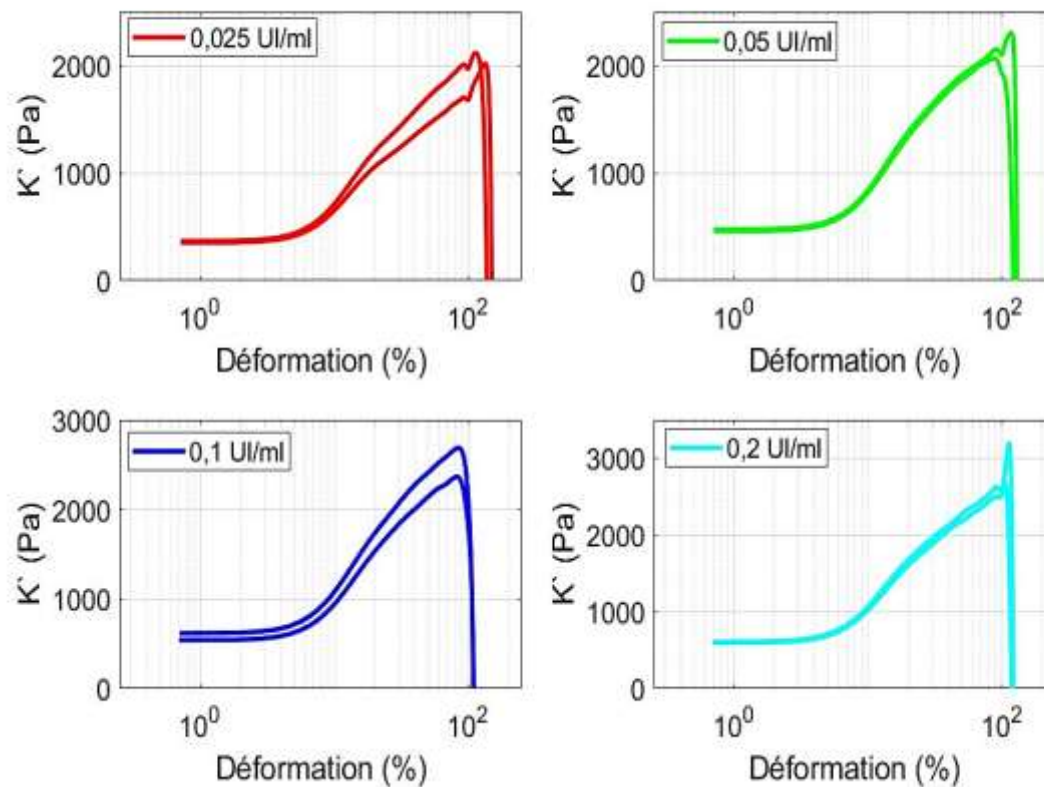 0,025 UI/ml
2000
1000
0
K` (Pa)
10^0
10^2
Déformation (%)
0,05 UI/ml
2000
1000
0
K` (Pa)
10^0
10^2
Déformation (%)
0,1 UI/ml
3000
2000
1000
0
K` (Pa)
10^0
10^2
Déformation (%)
0,2 UI/ml
3000
2000
1000
0
K` (Pa)
10^0
10^2
Déformation (%)